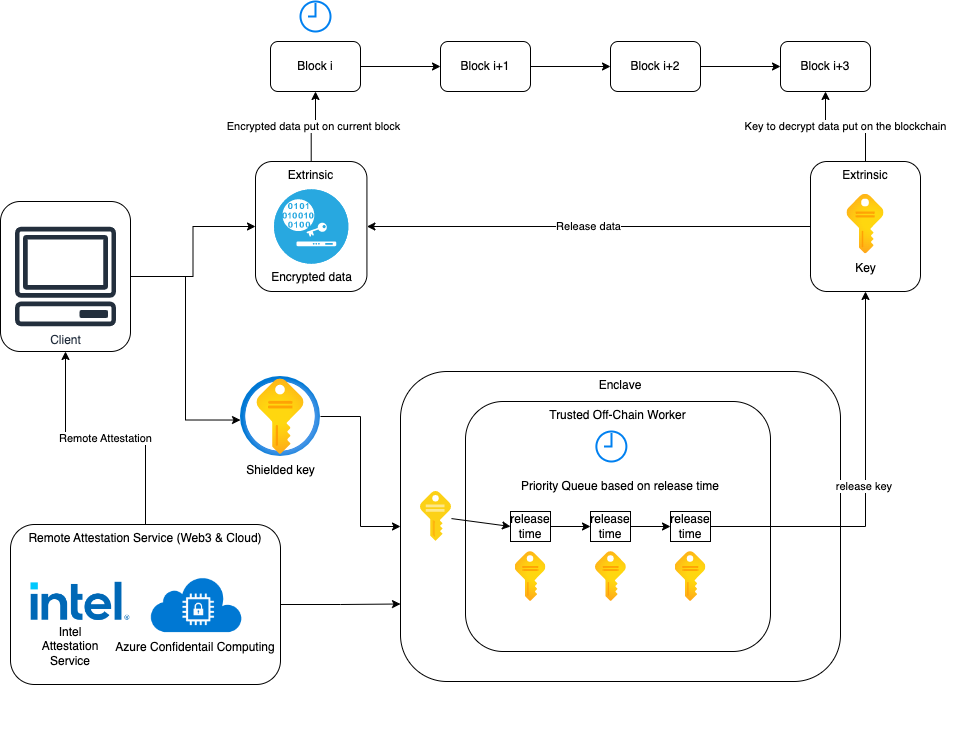 Block i
Block i+1
Block i+2
Block i+3
Encrypted data put on current block
Key to decrypt data put on the blockchain
Extrinsic
0101
010010
0100
Encrypted data
Release data
Extrinsic
Key
Client
Remote Attestation
Shielded key
Enclave
Trusted Off-Chain Worker
Priority Queue based on release time
release
time
release
time
release
time
release key
Remote Attestation Service (Web3 & Cloud)
intel®
Intel
Attestation
Service
Azure Confidentail Computing